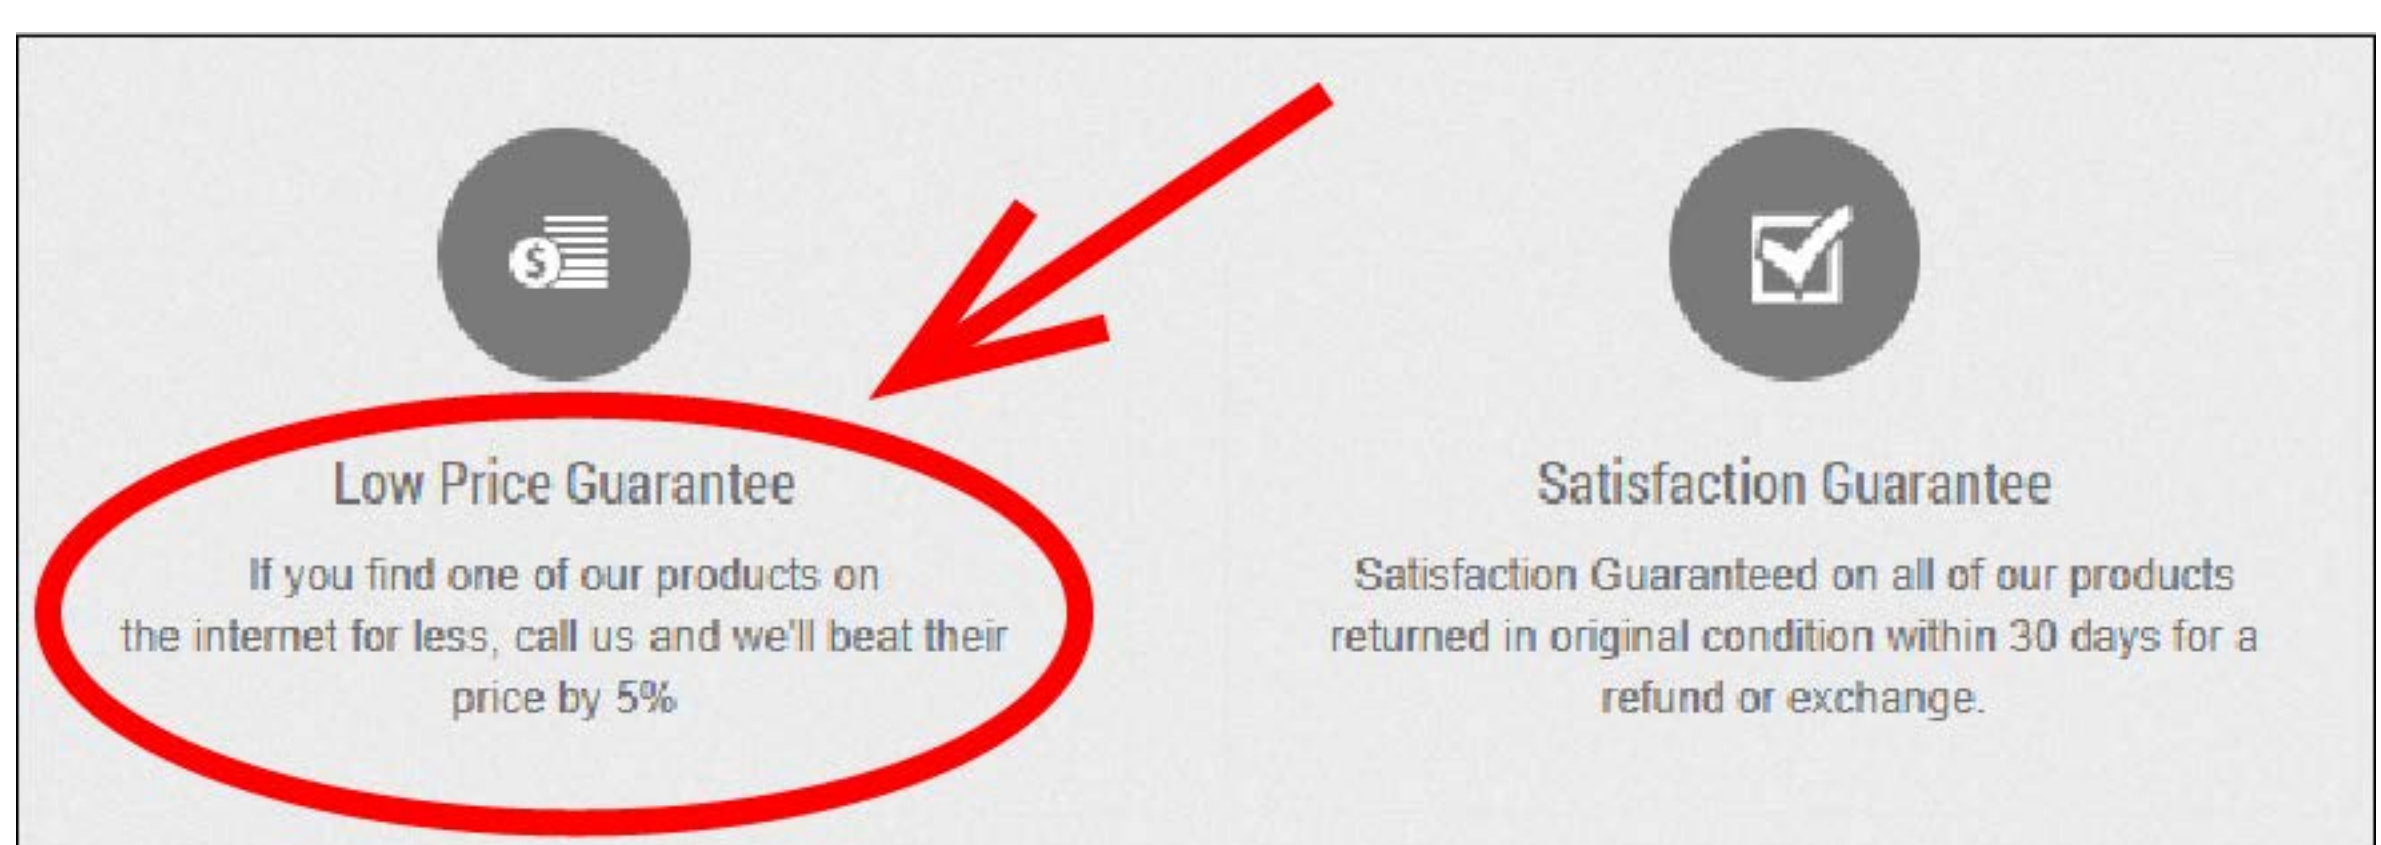 $
Low Price Guarantee
If you find one of our products on
the internet for less, call us and we'll beat their
price by 5%
Satisfaction Guarantee
Satisfaction Guaranteed on all of our products
returned in original condition within 30 days for a
refund or exchange.